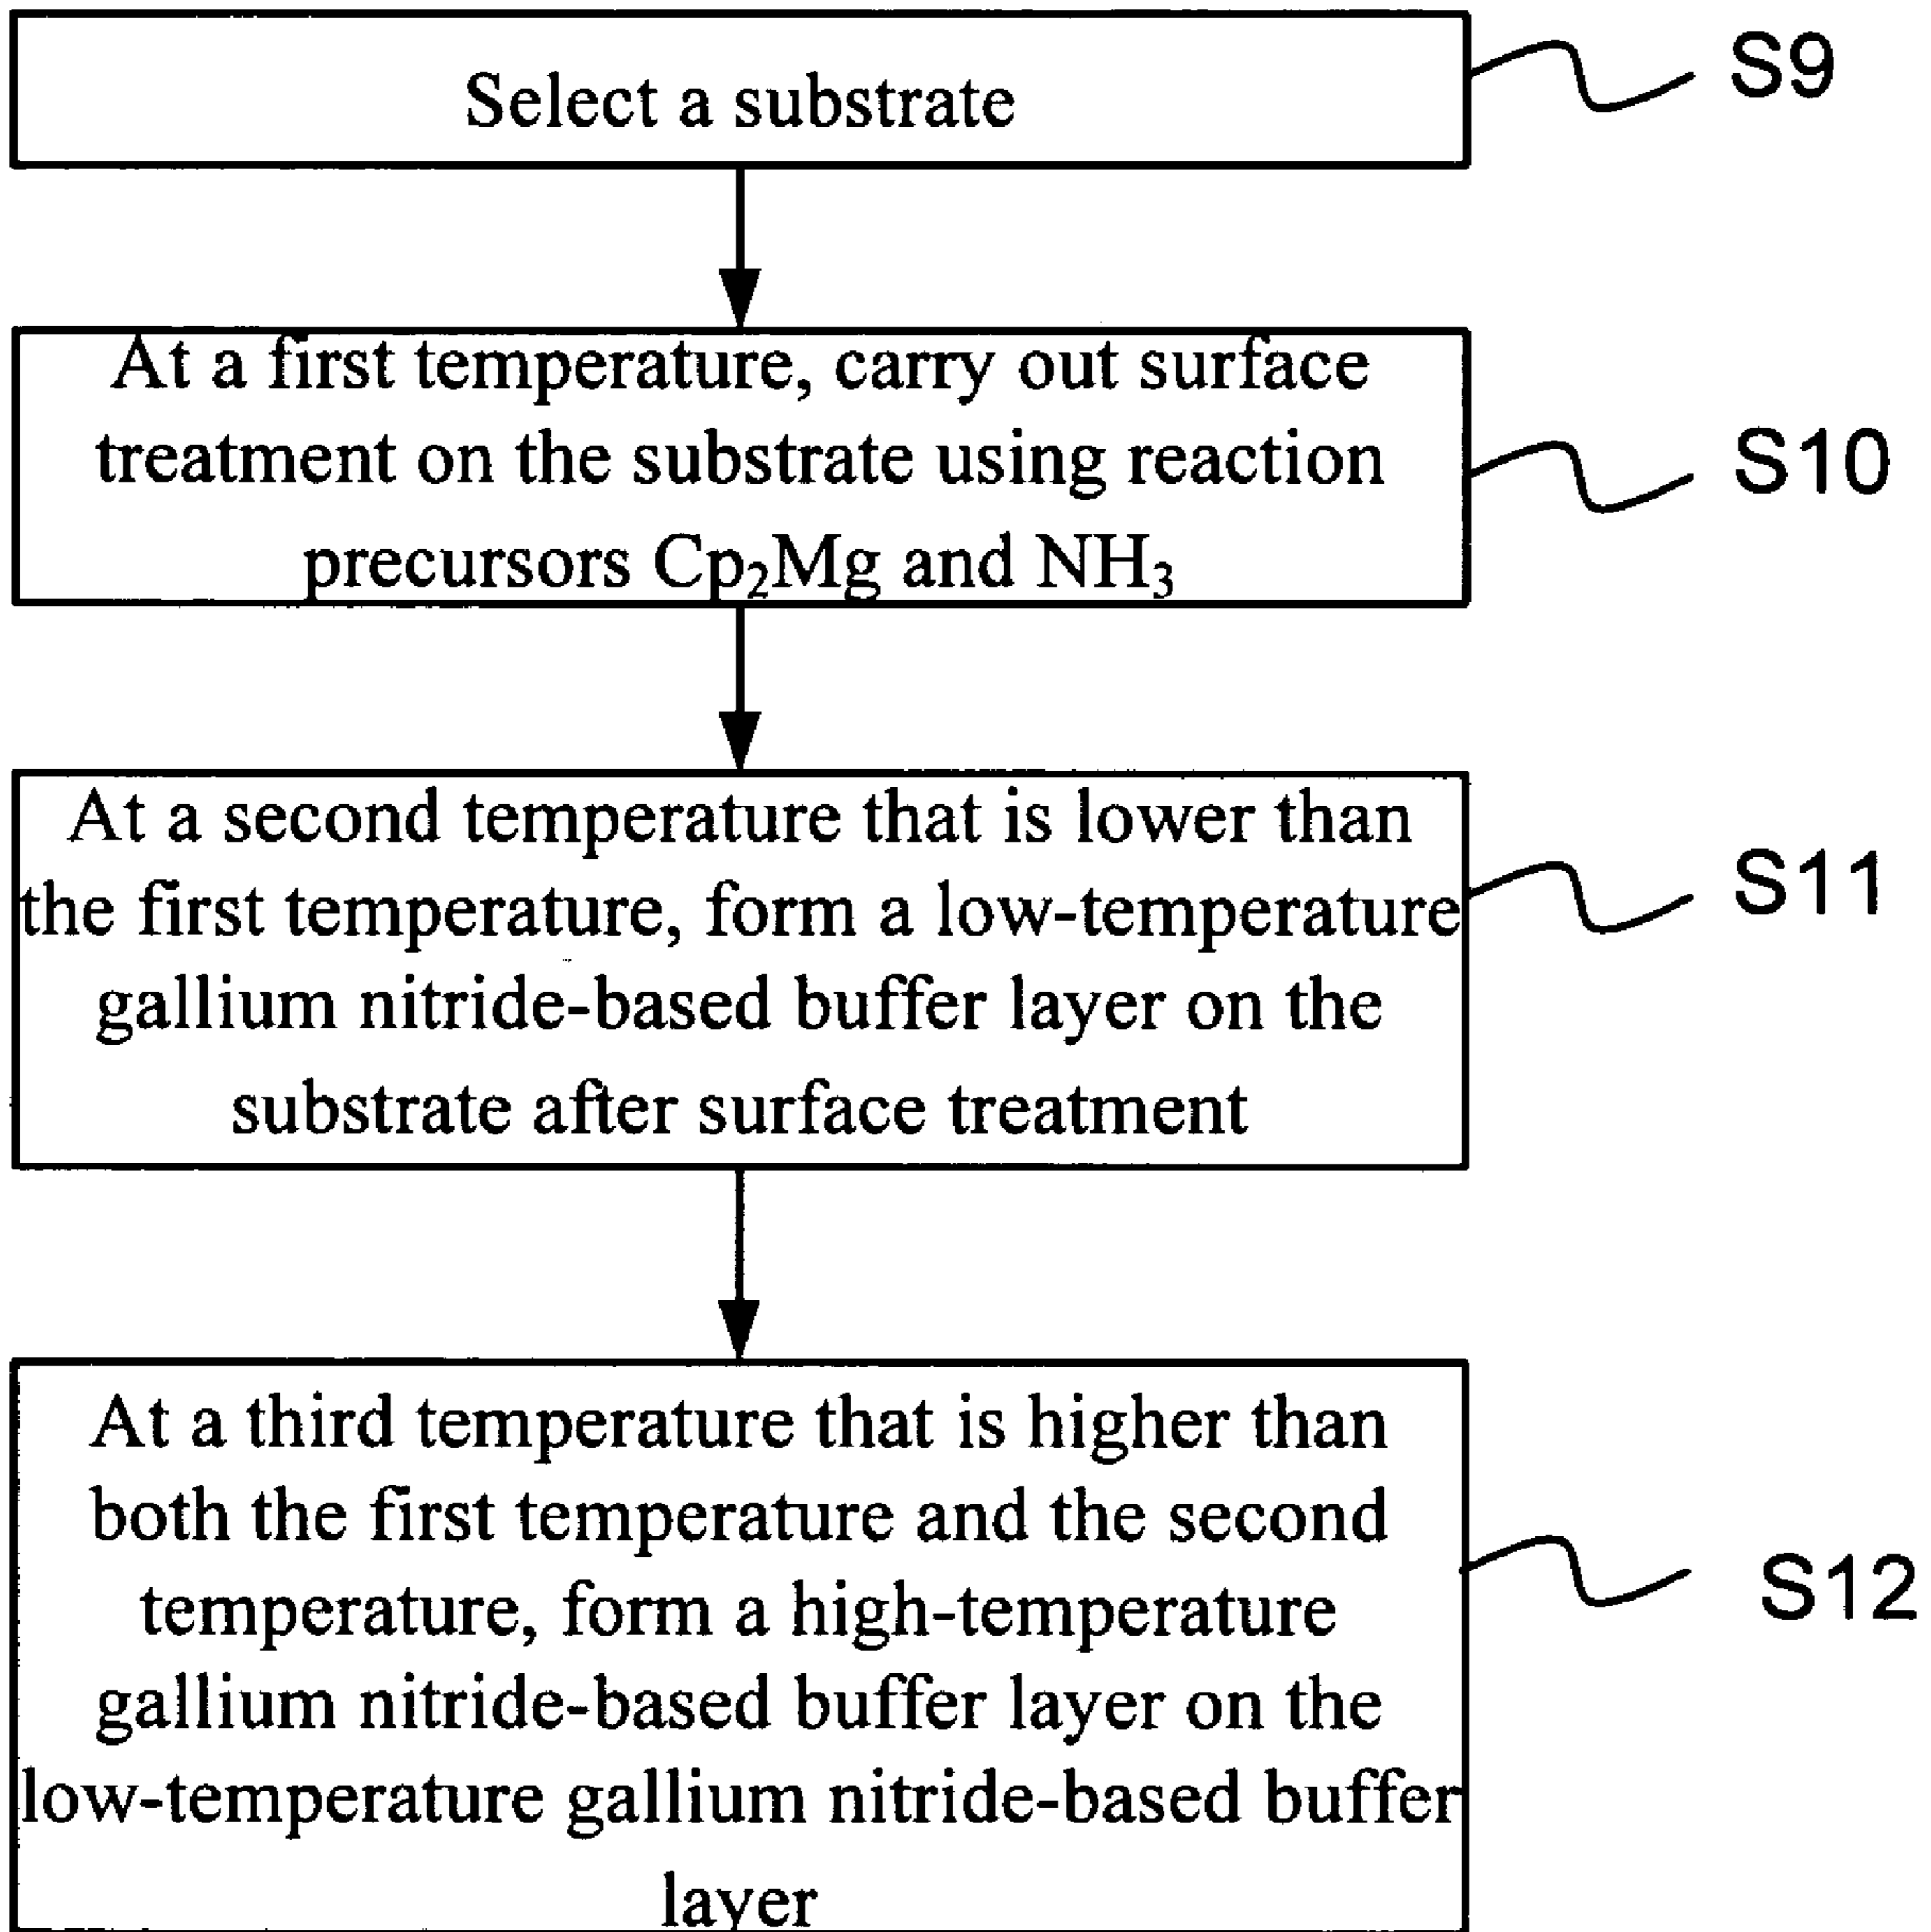 Select a substrate
S9
At a first temperature, carry out surface
treatment on the substrate using reaction
precursors Cp₂Mg and NH₃
S10
At a second temperature that is lower than
the first temperature, form a low-temperature
gallium nitride-based buffer layer on the
substrate after surface treatment
S11
At a third temperature that is higher than
both the first temperature and the second
temperature, form a high-temperature
gallium nitride-based buffer layer on the
low-temperature gallium nitride-based buffer
layer
S12